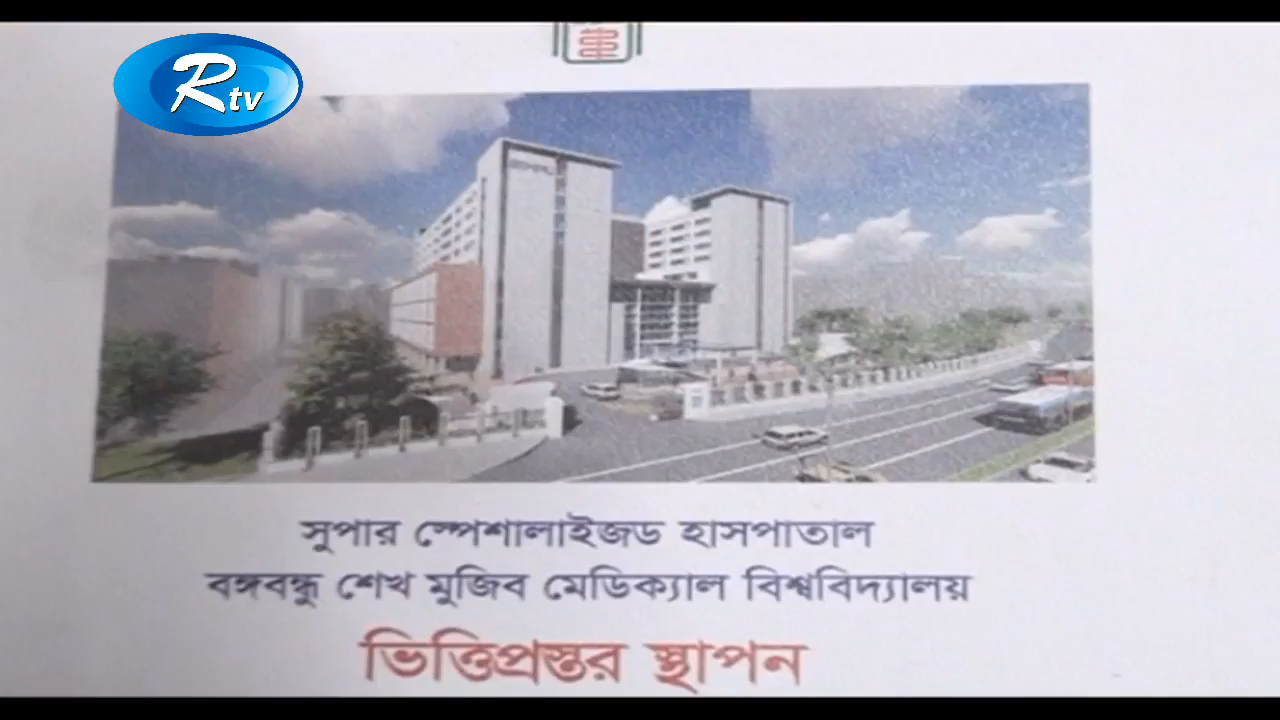 Rtv
সুপার স্পেশালাইজড হাসপাতাল
বঙ্গবন্ধু শেখ মুজিব মেডিক্যাল বিশ্ববিদ্যালয়
ভিত্তিপ্রস্তর স্থাপন